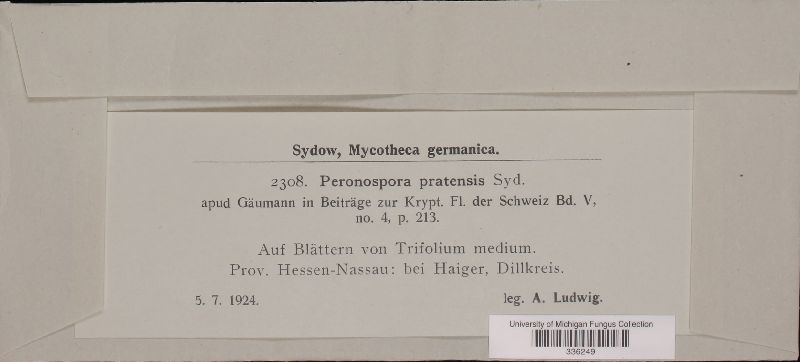 Sydow, Mycotheca germanica.
2308. Peronospora pratensis Syd.
apud Gäumann in Beiträge zur Krypt. Fl. der Schweiz Bd. V,
no. 4, p. 213.
Auf Blättern von Trifolium medium.
Prov. Hessen-Nassau: bei Haiger, Dillkreis.
5. 7. 1924. leg. A. Ludwig.
University of Michigan Fungus Collection
336249